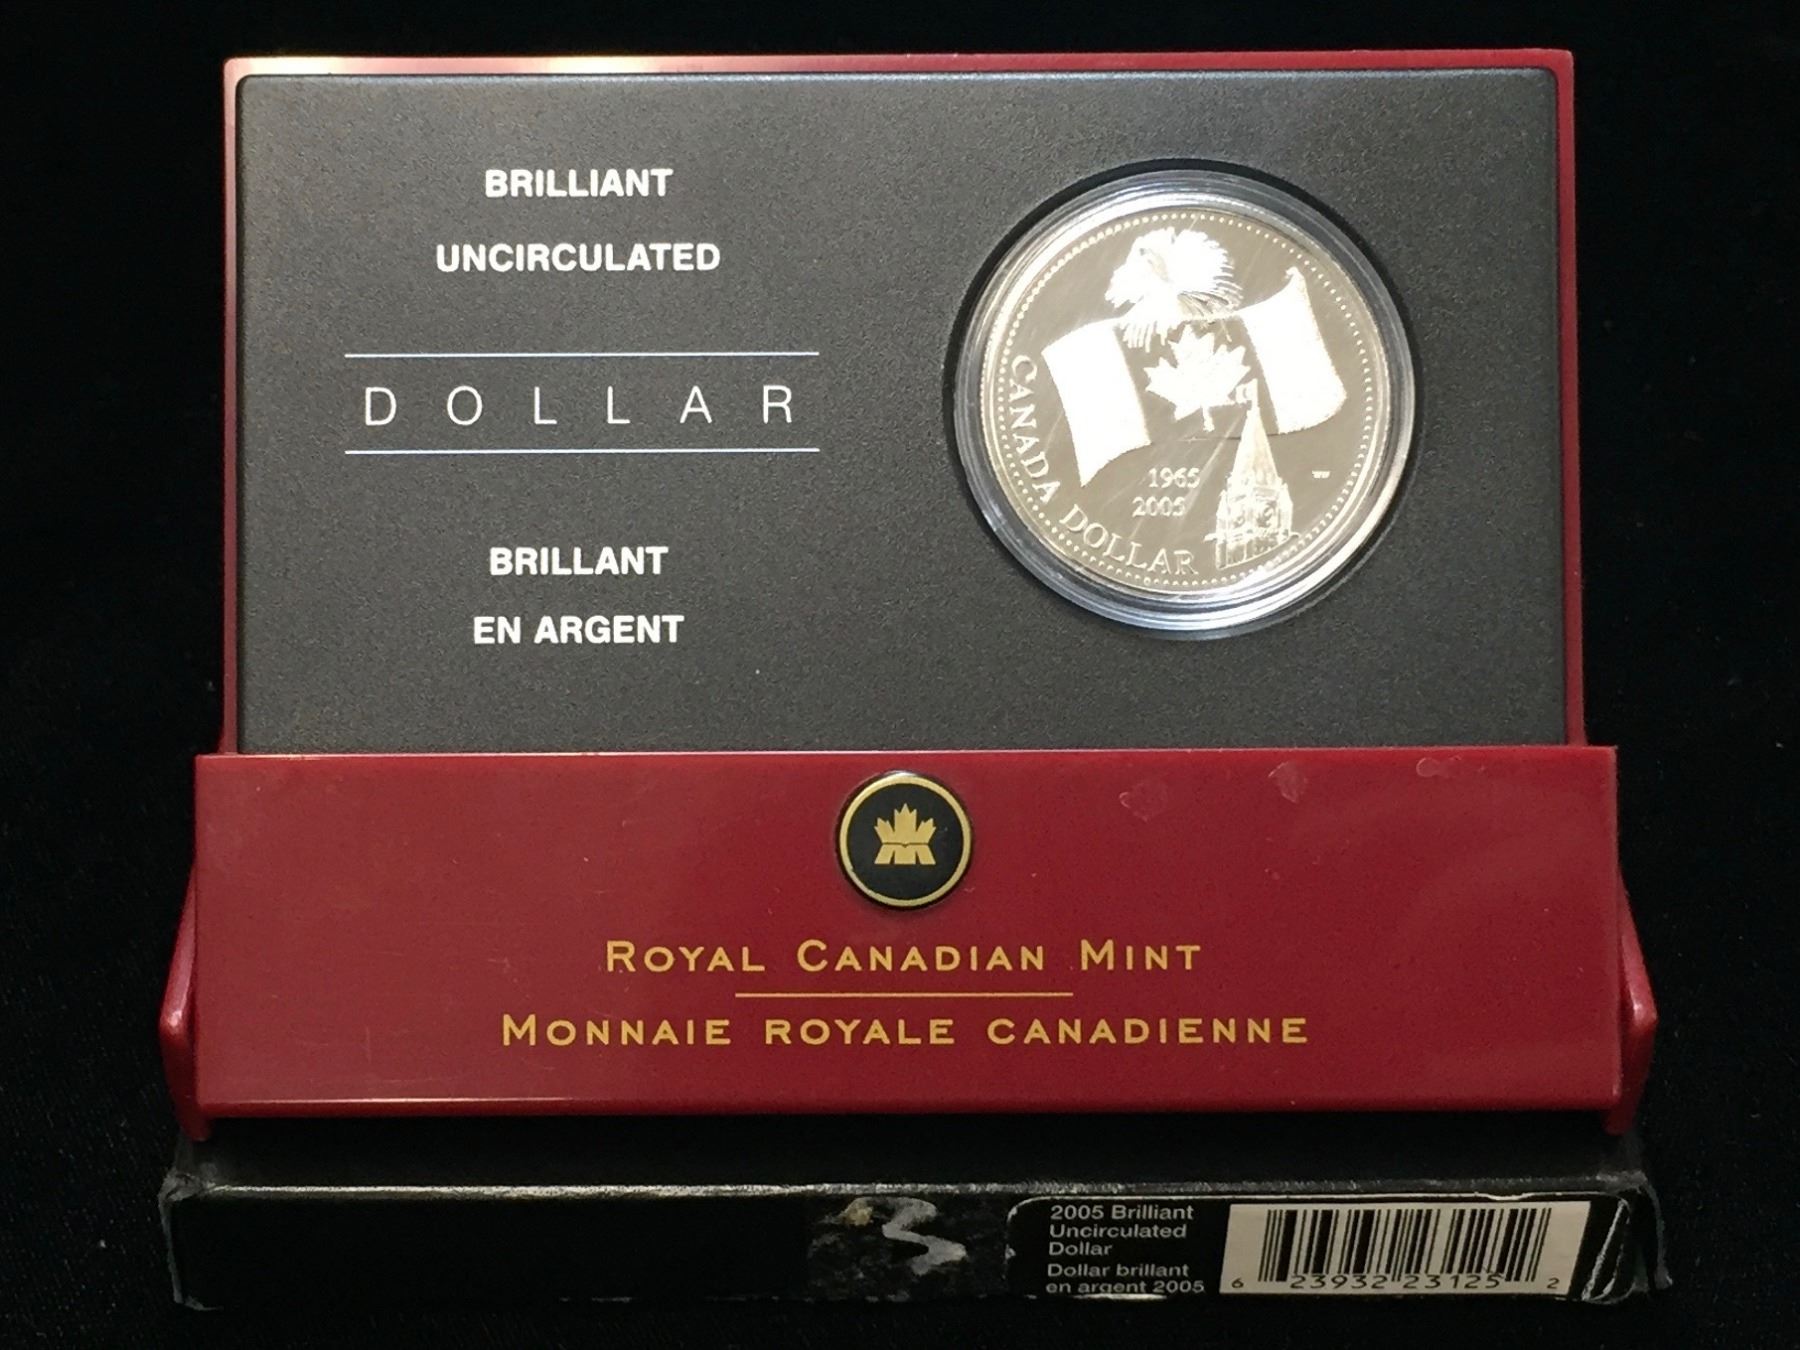 BRILLIANT
UNCIRCULATED
DOLLAR
BRILLANT
EN ARGENT
CANADA DOLLAR
1965
2005
ROYAL CANADIAN MINT
MONNAIE ROYALE CANADIENNE
3
2005 Brilliant
Uncirculated
Dollar
Dollar brillant
en argent 2005
6 23932 23125 2